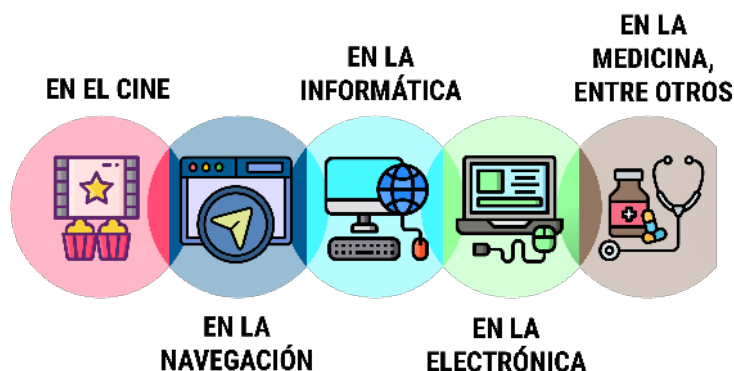 EN EL CINE
EN LA
NAVEGACIÓN
EN LA
INFORMÁTICA
EN LA
ELECTRÓNICA
EN LA
MEDICINA,
ENTRE OTROS